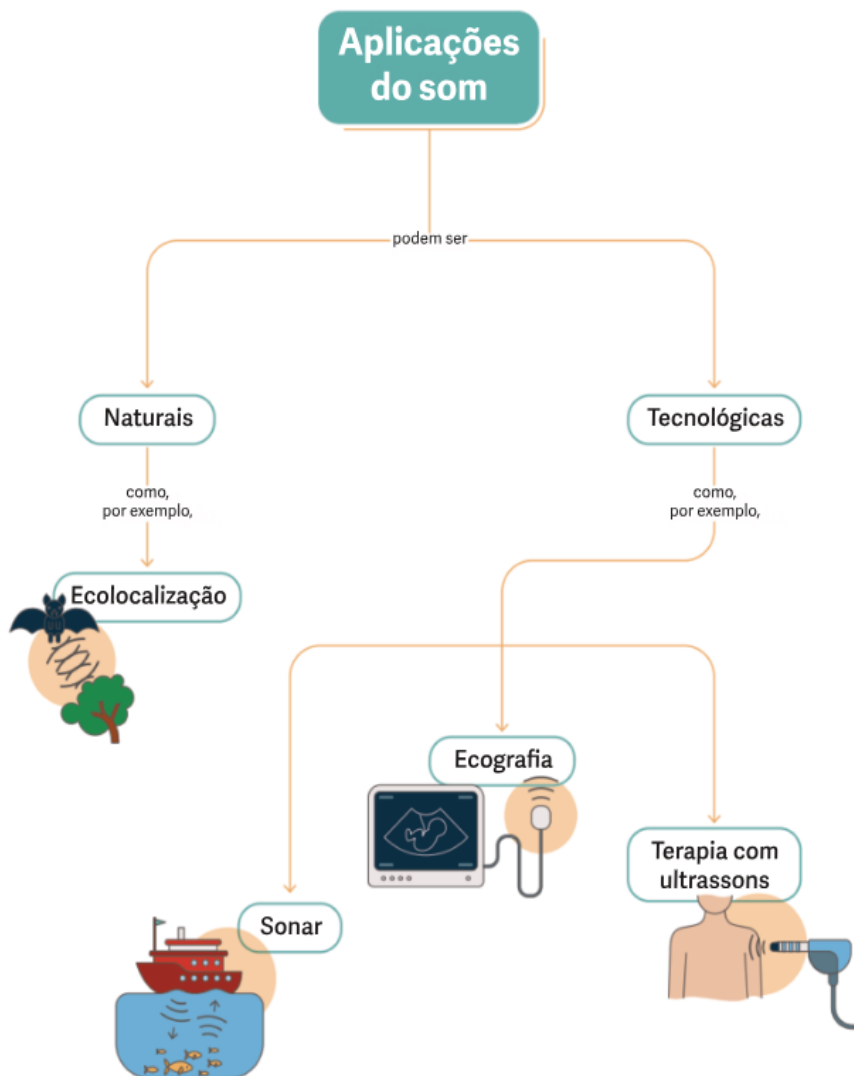 Aplicações
do som
podem ser
Naturais
Tecnológicas
como,
por exemplo,
como,
por exemplo,
Ecolocalização
Ecografia
Terapia com
ultrassons
Sonar